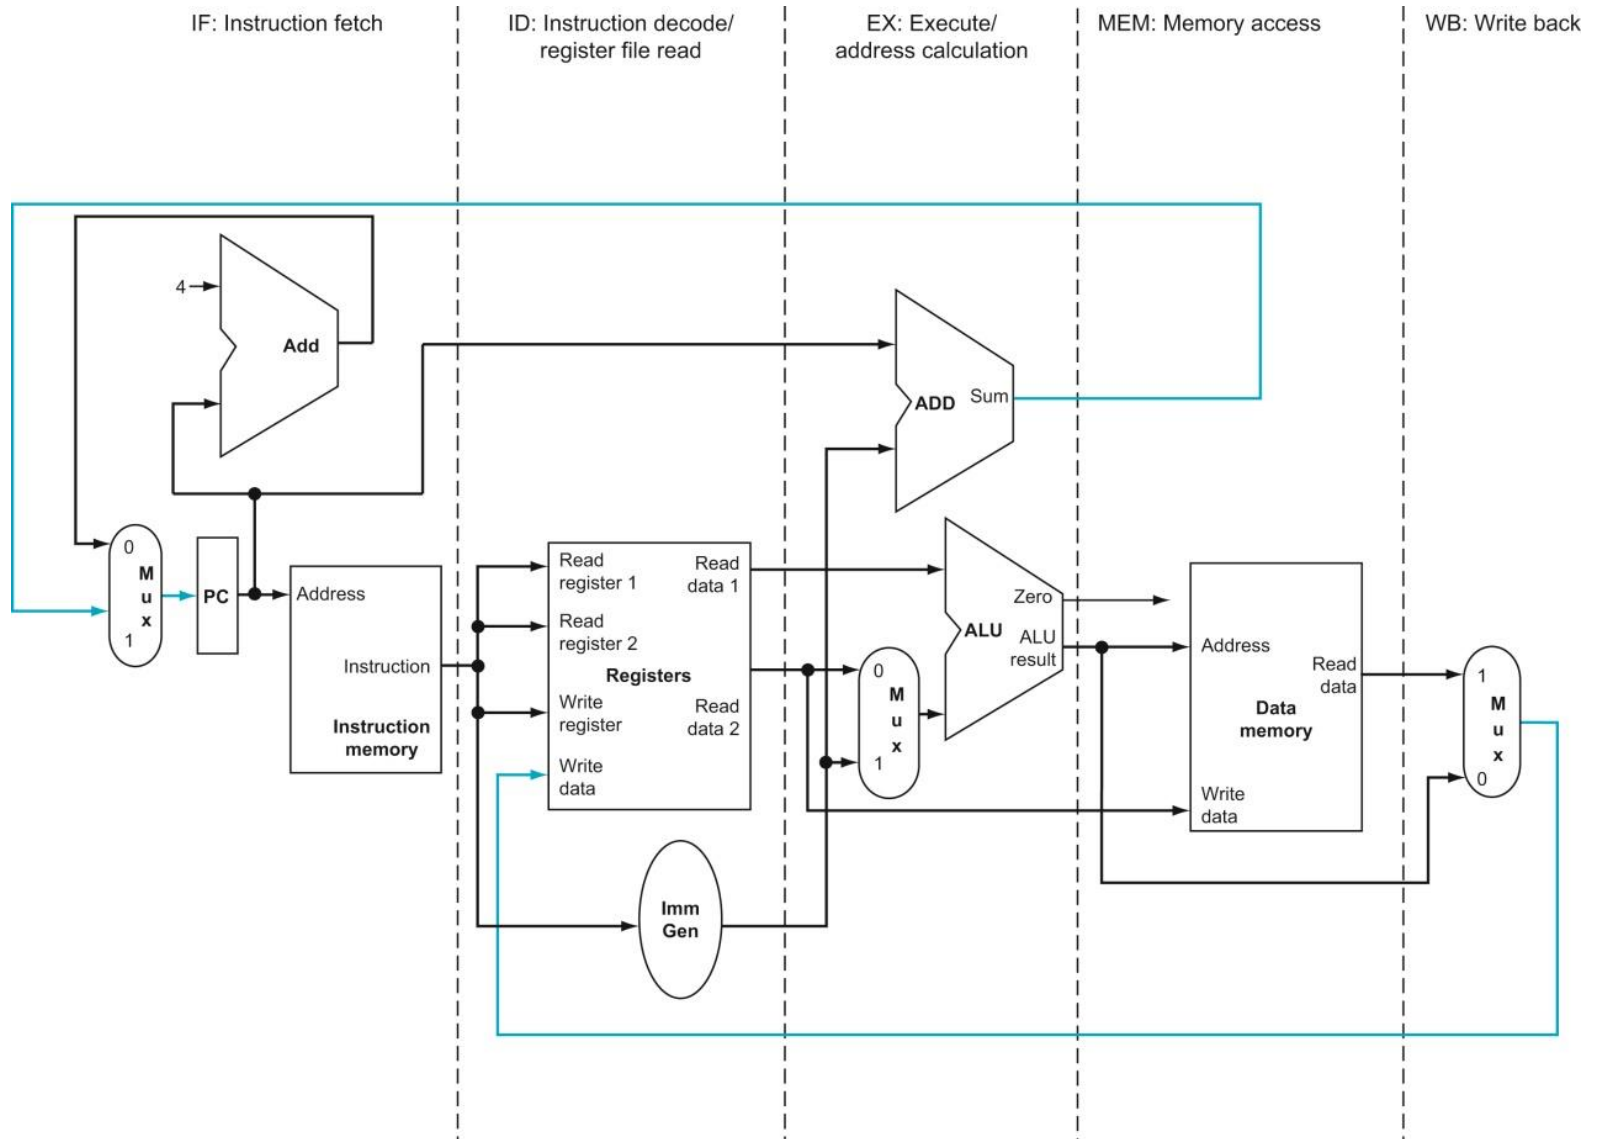 IF: Instruction fetch
ID: Instruction decode/
register file read
EX: Execute/
address calculation
MEM: Memory access
WB: Write back
4
Add
ADD
Sum
0
M
u
x
1
PC
Address
Instruction
Instruction
memory
Read
register 1
Read
register 2
Write
register
Write
data
Registers
Read
data 1
Read
data 2
Imm
Gen
0
M
u
x
1
Zero
ALU
ALU
result
Address
Read
data
Data
memory
Write
data
1
M
u
x
0